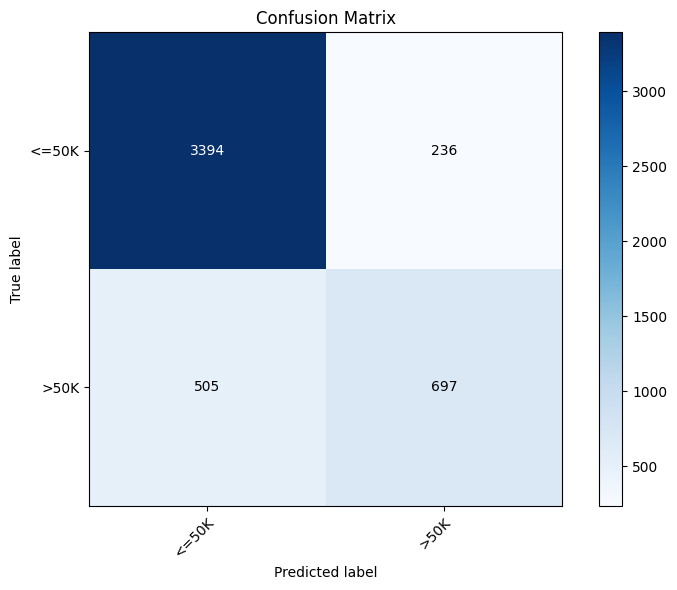 Confusion Matrix
True label
<=50K
3394
236
>50K
505
697
<=50K
>50K
Predicted label
3000
2500
2000
1500
1000
500